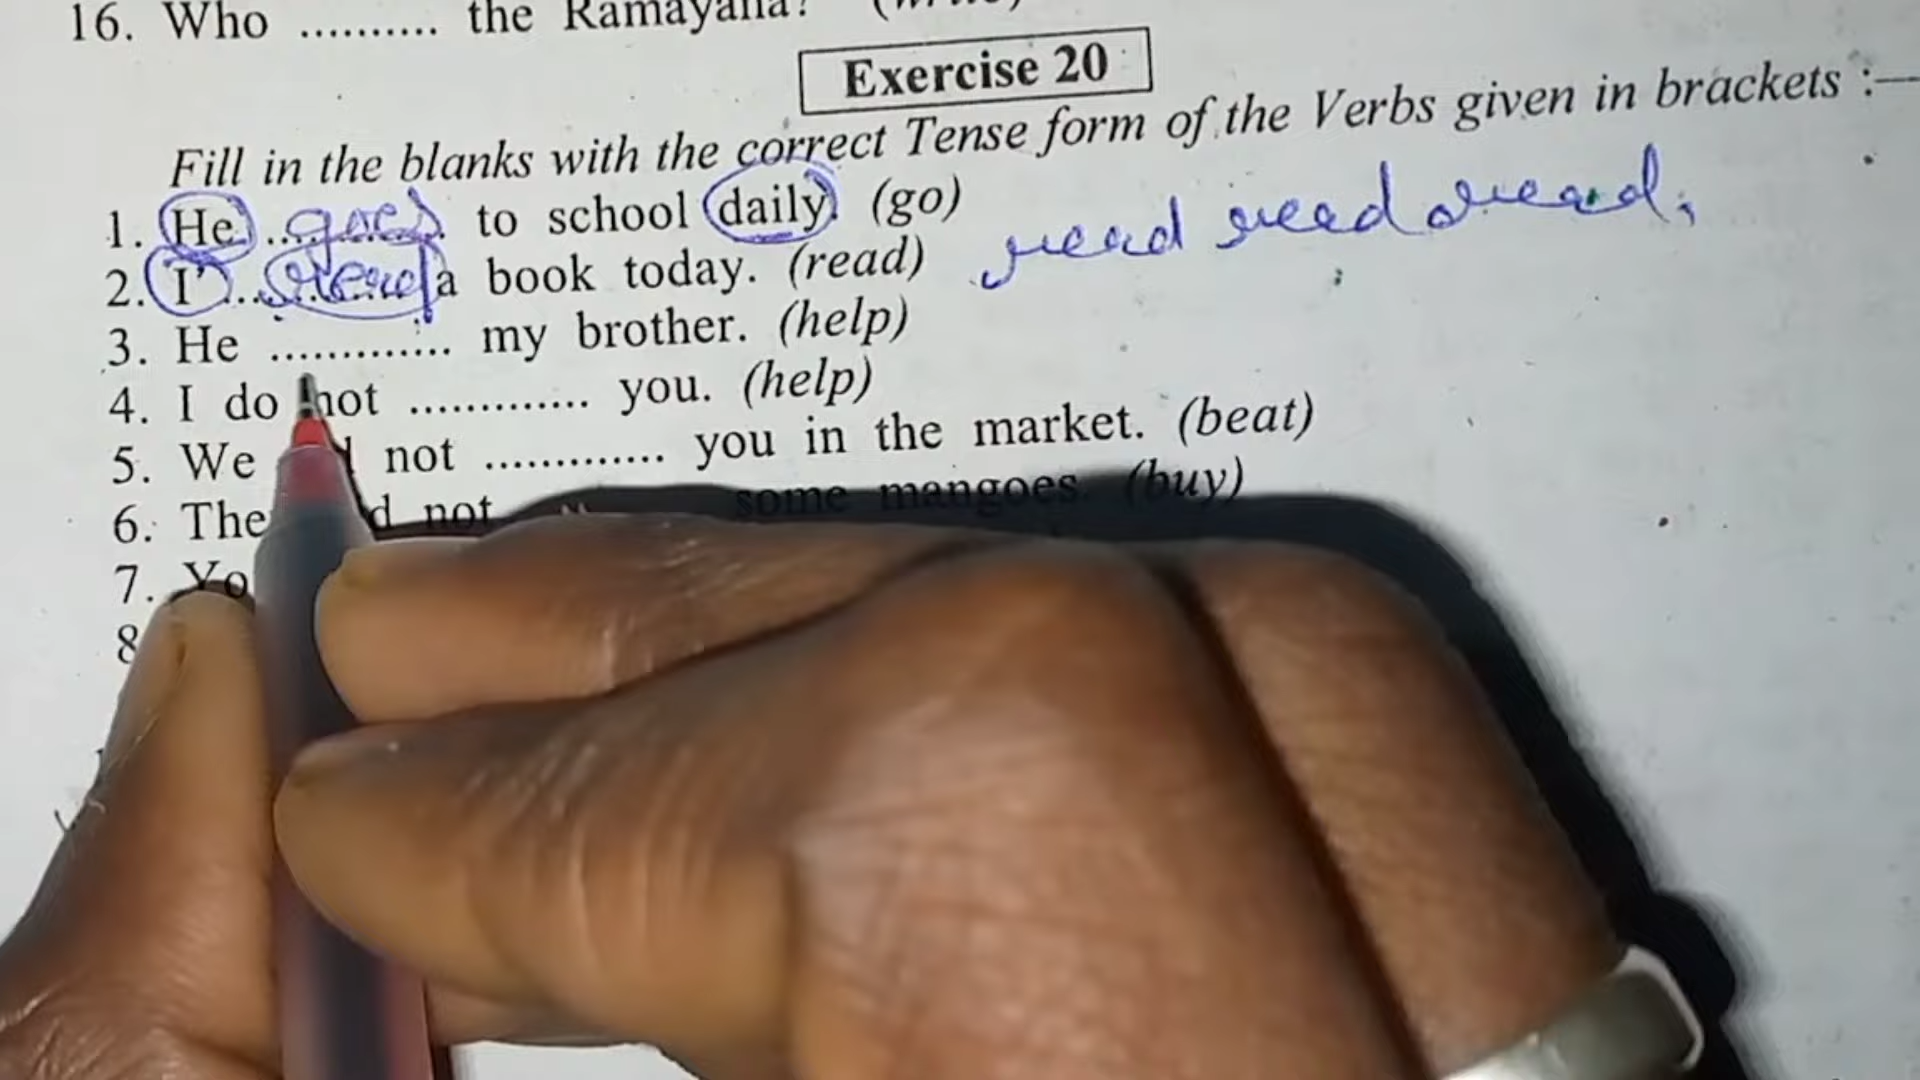 16. Who .......... the Ramayana? (write)
Exercise 20
Fill in the blanks with the correct Tense form of the Verbs given in brackets :—
1. He goes to school daily. (go)
2. I read a book today. (read) read read read.
3. He ............. my brother. (help)
4. I do not ............. you. (help)
5. We not ............. you in the market. (beat)
6. The d not some mangoes. (buy)
7. Yo
8